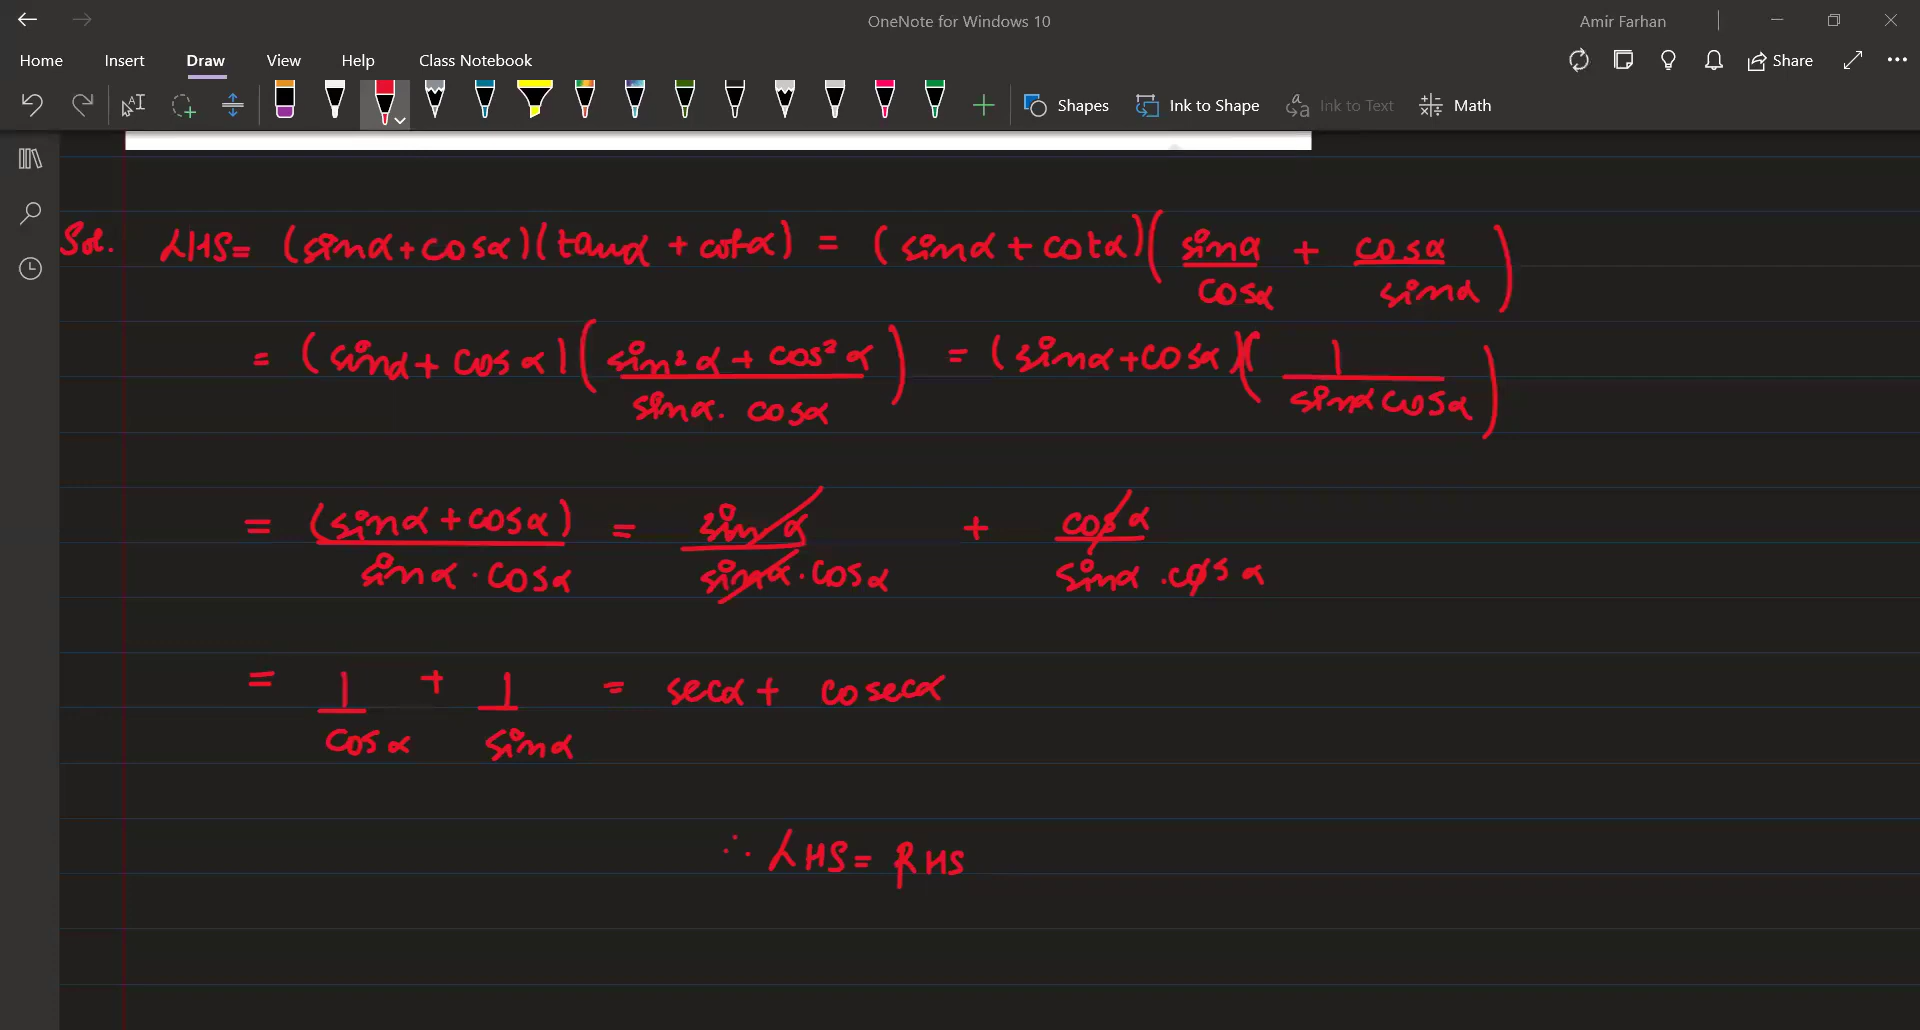 OneNote for Windows 10 Amir Farhan
Home Insert Draw View Help Class Notebook Share
Shapes Ink to Shape Ink to Text Math
Sol. LHS= (sinα+cosα)(tanα + cotα) = (sinα + cotα)(sinα/cosα + cosα/sinα)
= (sinα+ cosα)(sin²α + cos²α/sinα. cosα) = (sinα+cosα)(1/sinα cosα)
= (sinα+cosα)/sinα·cosα = sinα/sinα·cosα + cosα/sinα.cosα
= 1/cosα + 1/sinα = secα + cosecα
∴ LHS= RHS